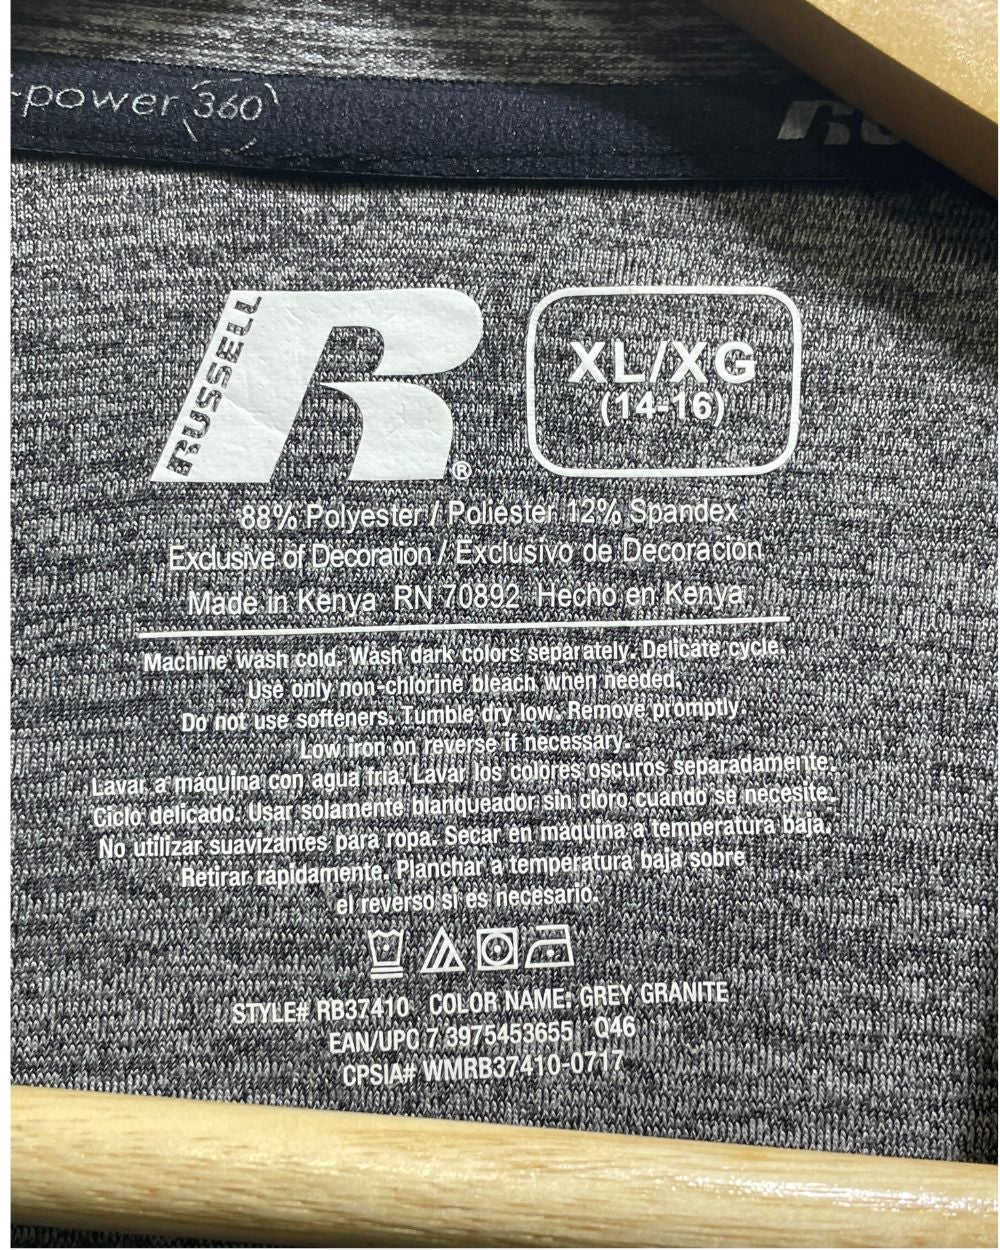 -power 360
RUSSELL
R®
XL/XG
(14-16)
88% Polyester / Poliéster 12% Spandex
Exclusive of Decoration / Exclusivo de Decoración
Made in Kenya RN 70892 Hecho en Kenya
Machine wash cold. Wash dark colors separately. Delicate cycle.
Use only non-chlorine bleach when needed.
Do not use softeners. Tumble dry low. Remove promptly.
Low iron on reverse if necessary.
Lavar a máquina con agua fría. Lavar los colores oscuros separadamente.
Ciclo delicado. Usar solamente blanqueador sin cloro cuando se necesite.
No utilizar suavizantes para ropa. Secar en máquina a temperatura baja.
Retirar rápidamente. Planchar a temperatura baja sobre
el reverso si es necesario.
STYLE# RB37410 COLOR NAME: GREY GRANITE
EAN/UPC 7 3975453655 046
CPSIA# WMRB37410-0717